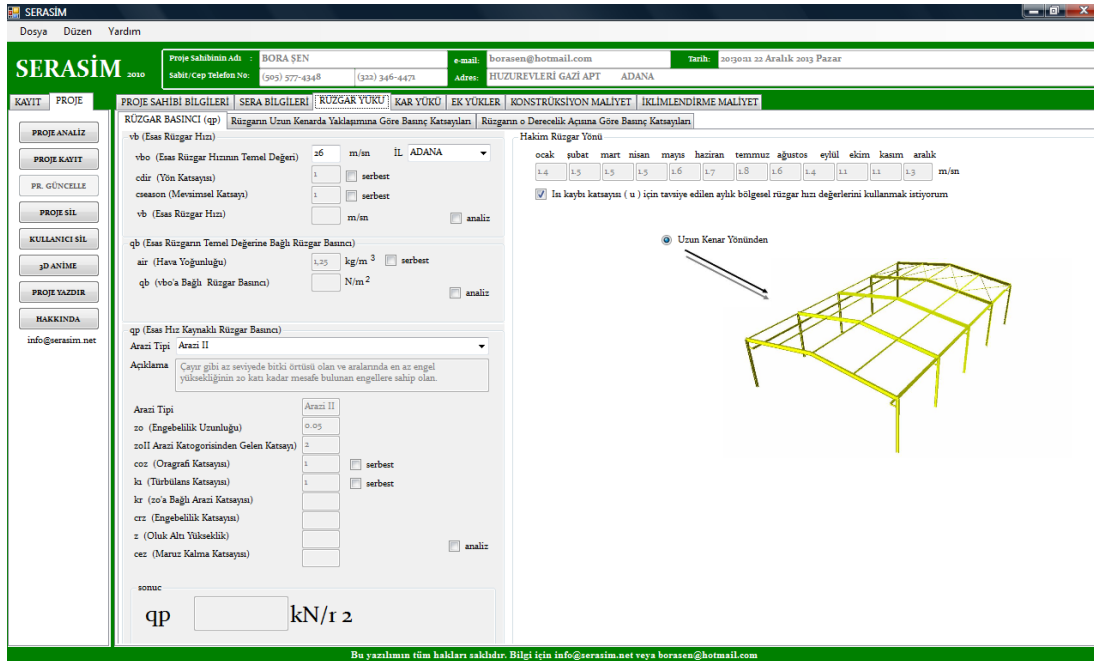 SERASİM
Dosya Düzen Yardım
SERASİM 2010
Proje Sahibinin Adı : BORA ŞEN e-mail: borasen@hotmail.com Tarih: 203011 22 Aralık 2013 Pazar
Sabit/Cep Telefon No: (505) 577-4348 (322) 346-4471 Adres: HUZUREVLERİ GAZİ APT ADANA
KAYIT PROJE
PROJE SAHİBİ BİLGİLERİ SERA BİLGİLERİ RÜZGAR YÜKÜ KAR YÜKÜ EK YÜKLER KONSTRÜKSİYON MALİYET İKLİMLENDİRME MALİYET
RÜZGAR BASINCI (qp) Rüzgarın Uzun Kenarda Yaklaşımına Göre Basınç Katsayıları Rüzgarın 0 Derecelik Açısına Göre Basınç Katsayıları
PROJE ANALİZ
PROJE KAYIT
PR. GÜNCELLE
PROJE SİL
KULLANICI SİL
3D ANİME
PROJE YAZDIR
HAKKINDA
info@serasim.net
vb (Esas Rüzgar Hızı)
vbo (Esas Rüzgar Hızının Temel Değeri) 26 m/sn İL ADANA
cdir (Yön Katsayısı) 1 serbest
cseason (Mevsimsel Katsayı) 1 serbest
vb (Esas Rüzgar Hızı) m/sn analiz
qb (Esas Rüzgarın Temel Değerine Bağlı Rüzgar Basıncı)
air (Hava Yoğunluğu) 1,25 kg/m 3 serbest
qb (vbo'a Bağlı Rüzgar Basıncı) N/m 2 analiz
qp (Esas Hız Kaynaklı Rüzgar Basıncı)
Arazi Tipi Arazi II
Açıklama Çayır gibi az seviyede bitki örtüsü olan ve aralarında en az engel
yüksekliğinin 20 katı kadar mesafe bulunan engellere sahip olan.
Arazi Tipi Arazi II
zo (Engebelilik Uzunluğu) 0.05
zoII Arazi Katogorisinden Gelen Katsayı) 2
coz (Oragrafi Katsayısı) 1 serbest
k1 (Türbülans Katsayısı) 1 serbest
kr (zo'a Bağlı Arazi Katsayısı)
crz (Engebelilik Katsayısı)
z (Oluk Altı Yükseklik)
cez (Maruz Kalma Katsayısı) analiz
sonuc
qp kN/r 2
Hakim Rüzgar Yönü
ocak şubat mart nisan mayıs haziran temmuz ağustos eylül ekim kasım aralık
1.4 1.5 1.5 1.5 1.6 1.7 1.8 1.6 1.4 1.1 1.1 1.3 m/sn
Isı kaybı katsayısı ( u ) için tavsiye edilen aylık bölgesel rüzgar hızı değerlerini kullanmak istiyorum
Uzun Kenar Yönünden
Bu yazılımın tüm hakları saklıdır. Bilgi için info@serasim.net veya borasen@hotmail.com